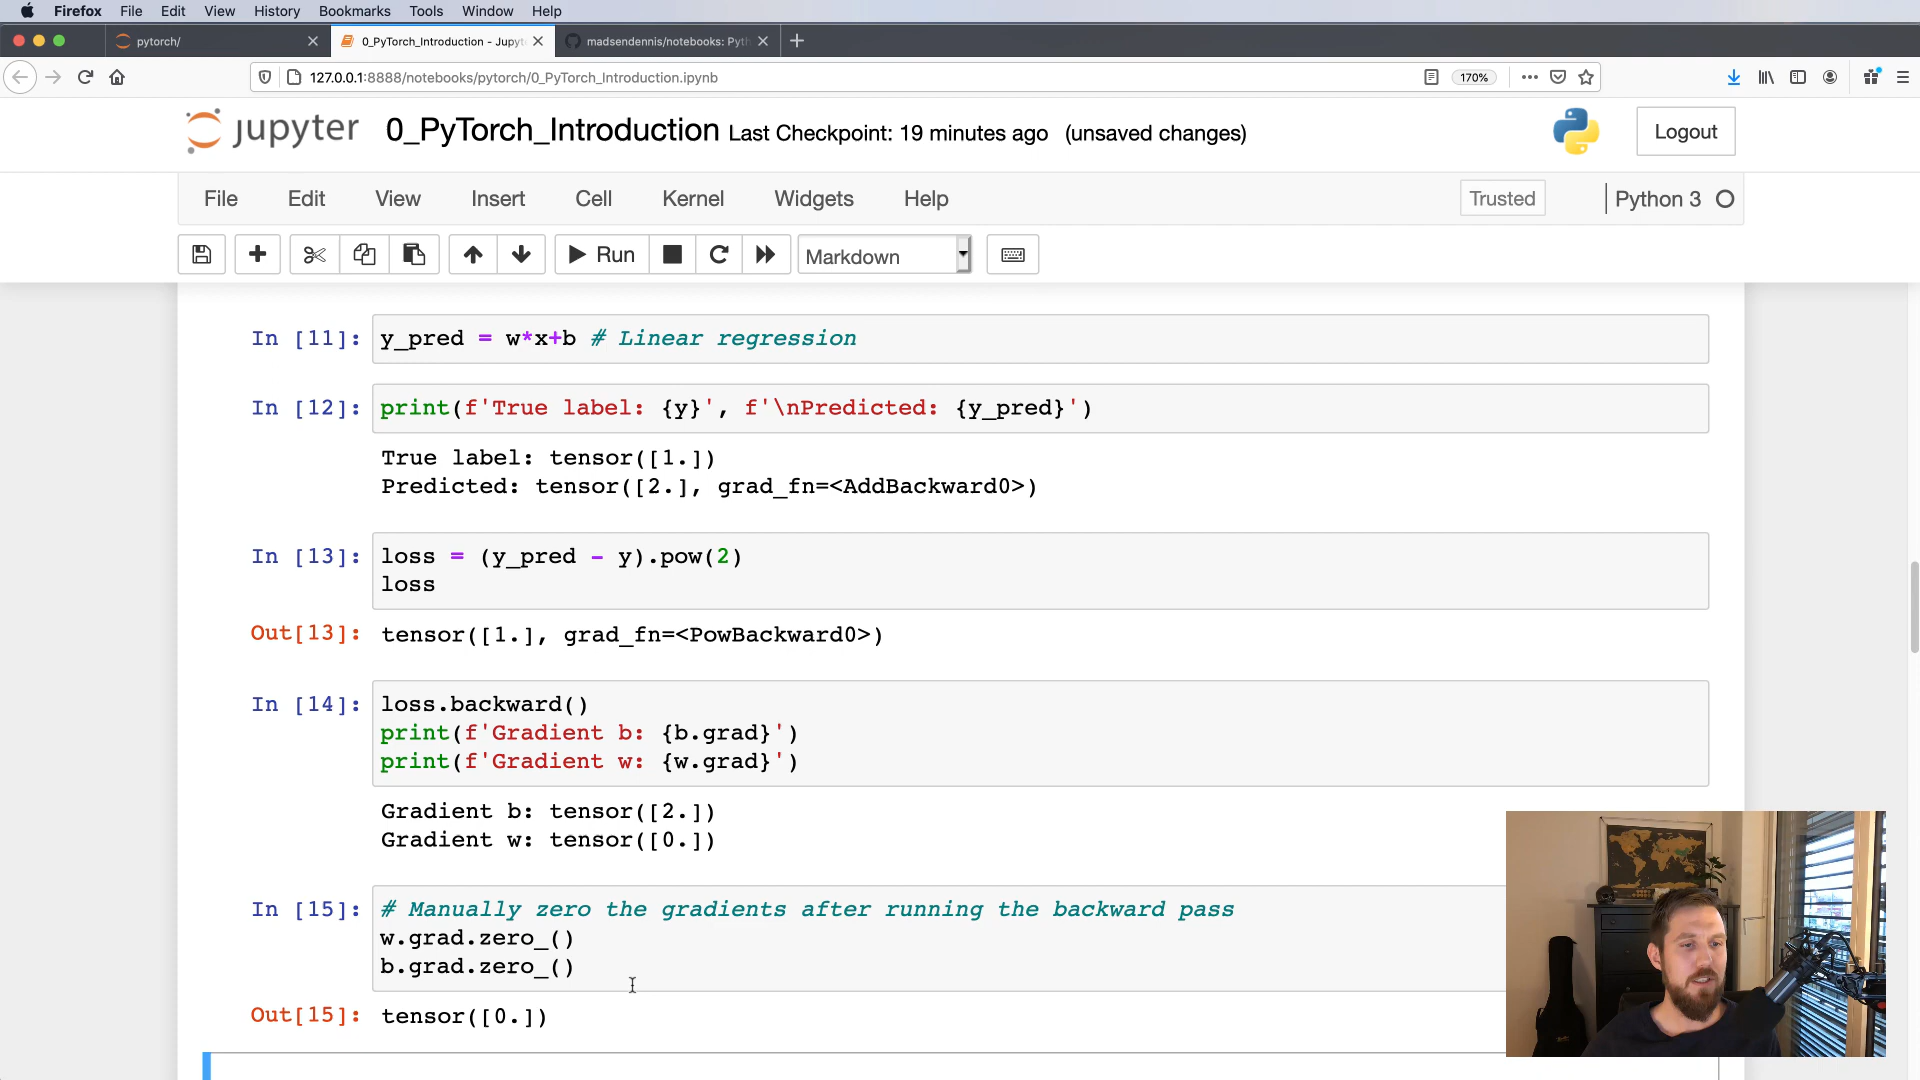 Firefox File Edit View History Bookmarks Tools Window Help
pytorch/
0_PyTorch_Introduction - Jupyt
madsendennis/notebooks: Pyth
127.0.0.1:8888/notebooks/pytorch/0_PyTorch_Introduction.ipynb
170%
jupyter 0_PyTorch_Introduction Last Checkpoint: 19 minutes ago (unsaved changes)
Logout
File Edit View Insert Cell Kernel Widgets Help
Trusted
Python 3
Run
Markdown
In [11]: y_pred = w*x+b # Linear regression
In [12]: print(f'True label: {y}', f'\nPredicted: {y_pred}')
True label: tensor([1.])
Predicted: tensor([2.], grad_fn=<AddBackward0>)
In [13]: loss = (y_pred - y).pow(2)
loss
Out[13]: tensor([1.], grad_fn=<PowBackward0>)
In [14]: loss.backward()
print(f'Gradient b: {b.grad}')
print(f'Gradient w: {w.grad}')
Gradient b: tensor([2.])
Gradient w: tensor([0.])
In [15]: # Manually zero the gradients after running the backward pass
w.grad.zero_()
b.grad.zero_()
Out[15]: tensor([0.])